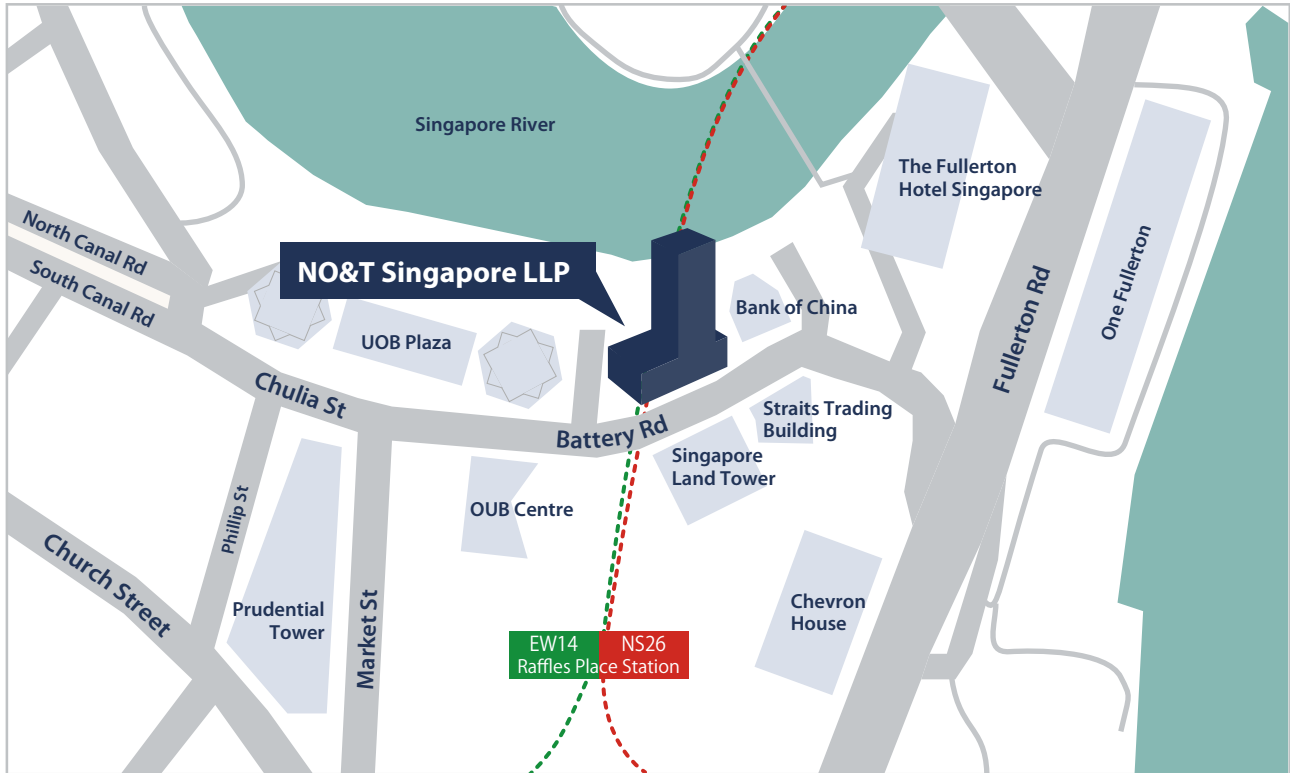 Singapore River
The Fullerton
Hotel Singapore
North Canal Rd
South Canal Rd
NO&T Singapore LLP
Bank of China
UOB Plaza
Fullerton Rd
One Fullerton
Chulia St
Battery Rd
Straits Trading
Building
Singapore
Land Tower
OUB Centre
Phillip St
Church Street
Prudential
Tower
Market St
Chevron
House
EW14 NS26
Raffles Place Station